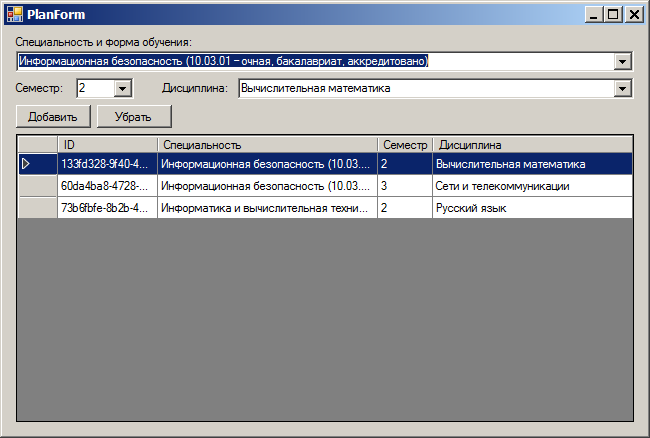 PlanForm
Специальность и форма обучения:
Информационная безопасность (10.03.01 – очная, бакалавриат, аккредитовано)
Семестр: 2 Дисциплина: Вычислительная математика
Добавить Убрать
ID Специальность Семестр Дисциплина
133fd328-9f40-4... Информационная безопасность (10.03.... 2 Вычислительная математика
60da4ba8-4728-... Информационная безопасность (10.03.... 3 Сети и телекоммуникации
73b6fbfe-8b2b-4... Информатика и вычислительная техни... 2 Русский язык